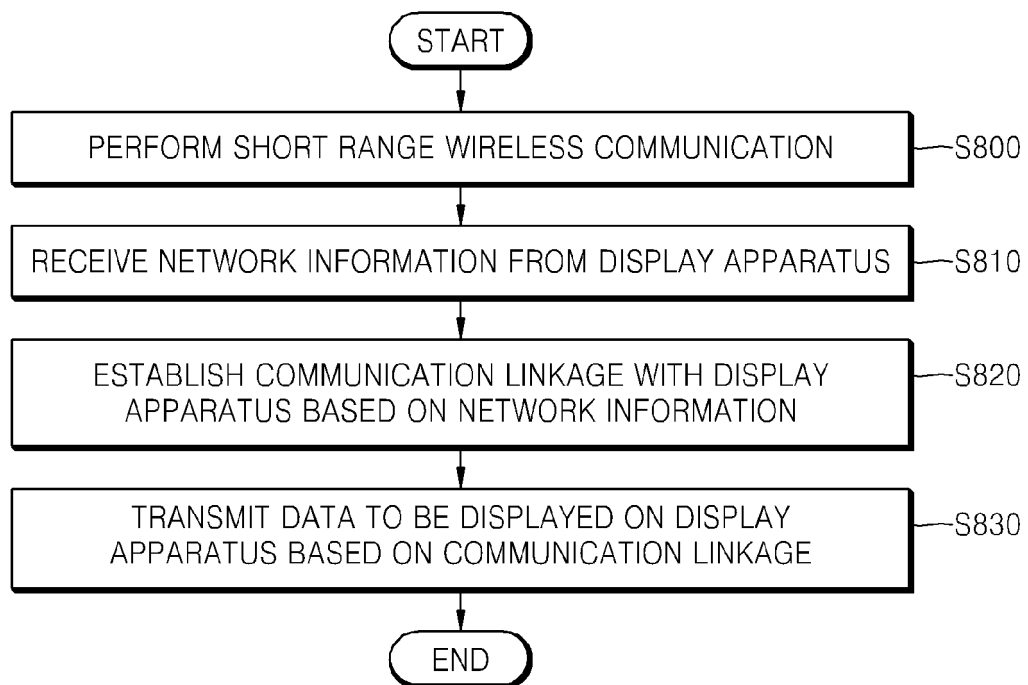 START
PERFORM SHORT RANGE WIRELESS COMMUNICATION
S800
RECEIVE NETWORK INFORMATION FROM DISPLAY APPARATUS
S810
ESTABLISH COMMUNICATION LINKAGE WITH DISPLAY
APPARATUS BASED ON NETWORK INFORMATION
S820
TRANSMIT DATA TO BE DISPLAYED ON DISPLAY
APPARATUS BASED ON COMMUNICATION LINKAGE
S830
END